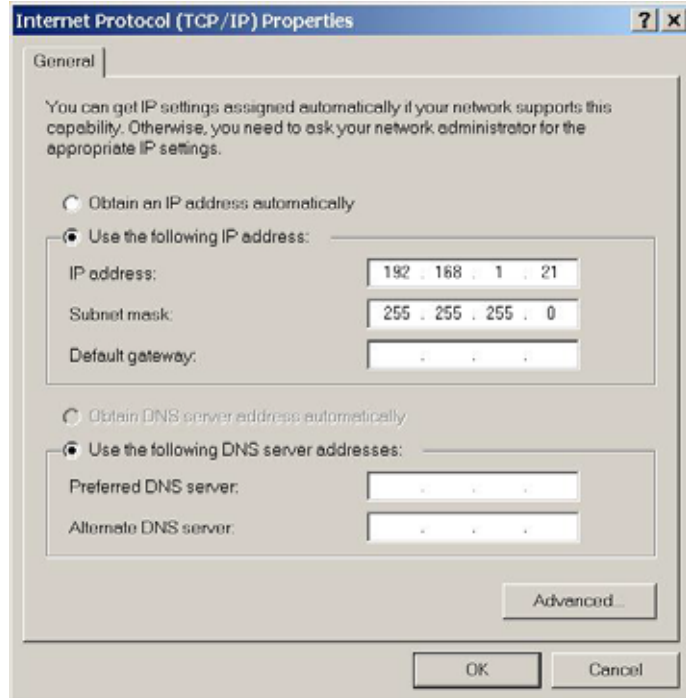 Internet Protocol (TCP/IP) Properties
General
You can get IP settings assigned automatically if your network supports this
capability. Otherwise, you need to ask your network administrator for the
appropriate IP settings.
Obtain an IP address automatically
Use the following IP address:
IP address: 192 . 168 . 1 . 21
Subnet mask: 255 . 255 . 255 . 0
Default gateway: . . .
Obtain DNS server address automatically
Use the following DNS server addresses:
Preferred DNS server: . . .
Alternate DNS server: . . .
Advanced...
OK Cancel